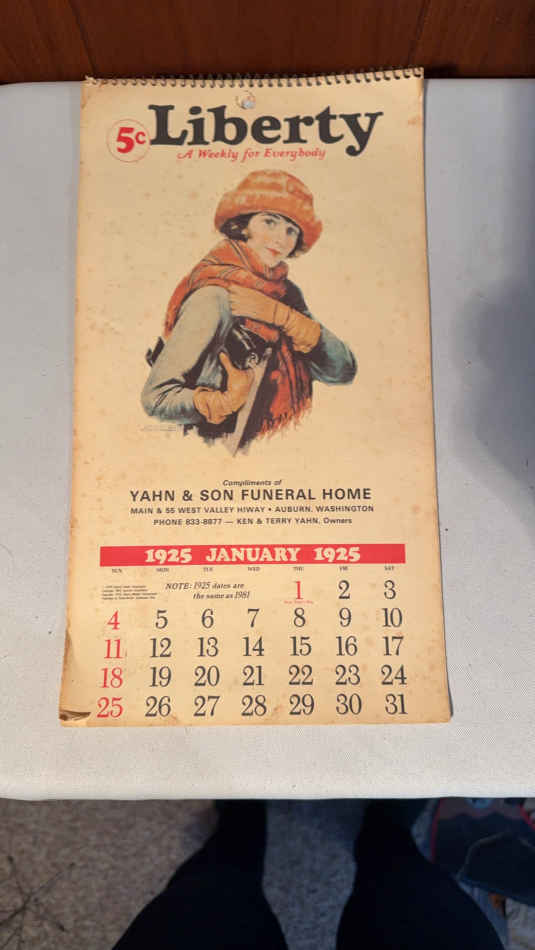 5¢ Liberty
A Weekly for Everybody
Compliments of
YAHN & SON FUNERAL HOME
MAIN & 55 WEST VALLEY HIWAY • AUBURN, WASHINGTON
PHONE 833-8877 — KEN & TERRY YAHN, Owners
1925 JANUARY 1925
SUN. MON. TUE. WED. THU. FRI. SAT.
NOTE: 1925 dates are
the same as 1981
1 2 3
4 5 6 7 8 9 10
11 12 13 14 15 16 17
18 19 20 21 22 23 24
25 26 27 28 29 30 31